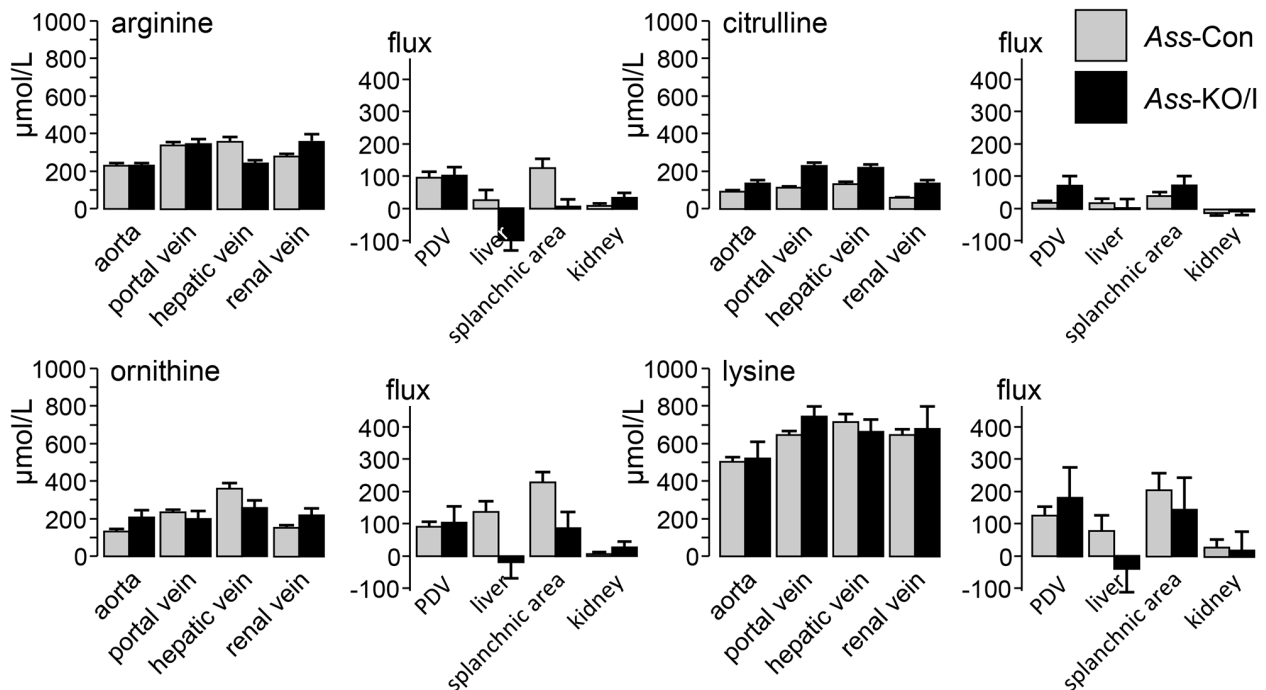 arginine
1000
800
600
400
200
0
µmol/L
aorta
portal vein
hepatic vein
renal vein
flux
400
300
200
100
0
-100
PDV
liver
splanchnic area
kidney
citrulline
1000
800
600
400
200
0
µmol/L
aorta
portal vein
hepatic vein
renal vein
flux
400
300
200
100
0
-100
PDV
liver
splanchnic area
kidney
Ass-Con
Ass-KO/I
ornithine
1000
800
600
400
200
0
µmol/L
aorta
portal vein
hepatic vein
renal vein
flux
400
300
200
100
0
-100
PDV
liver
splanchnic area
kidney
lysine
1000
800
600
400
200
0
µmol/L
aorta
portal vein
hepatic vein
renal vein
flux
400
300
200
100
0
-100
PDV
liver
splanchnic area
kidney